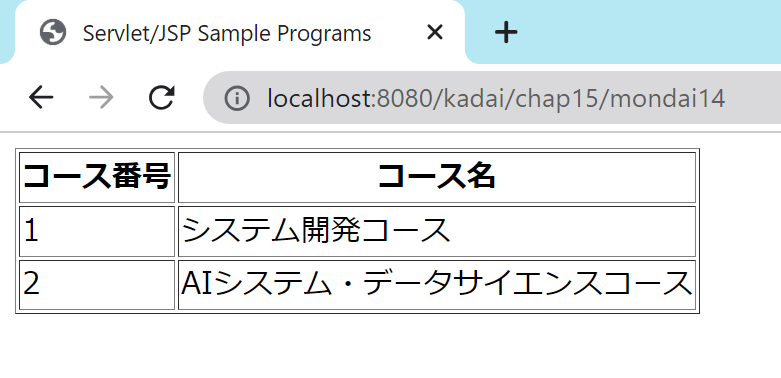 Servlet/JSP Sample Programs
localhost:8080/kadai/chap15/mondai14
コース番号 コース名
1 システム開発コース
2 AIシステム・データサイエンスコース